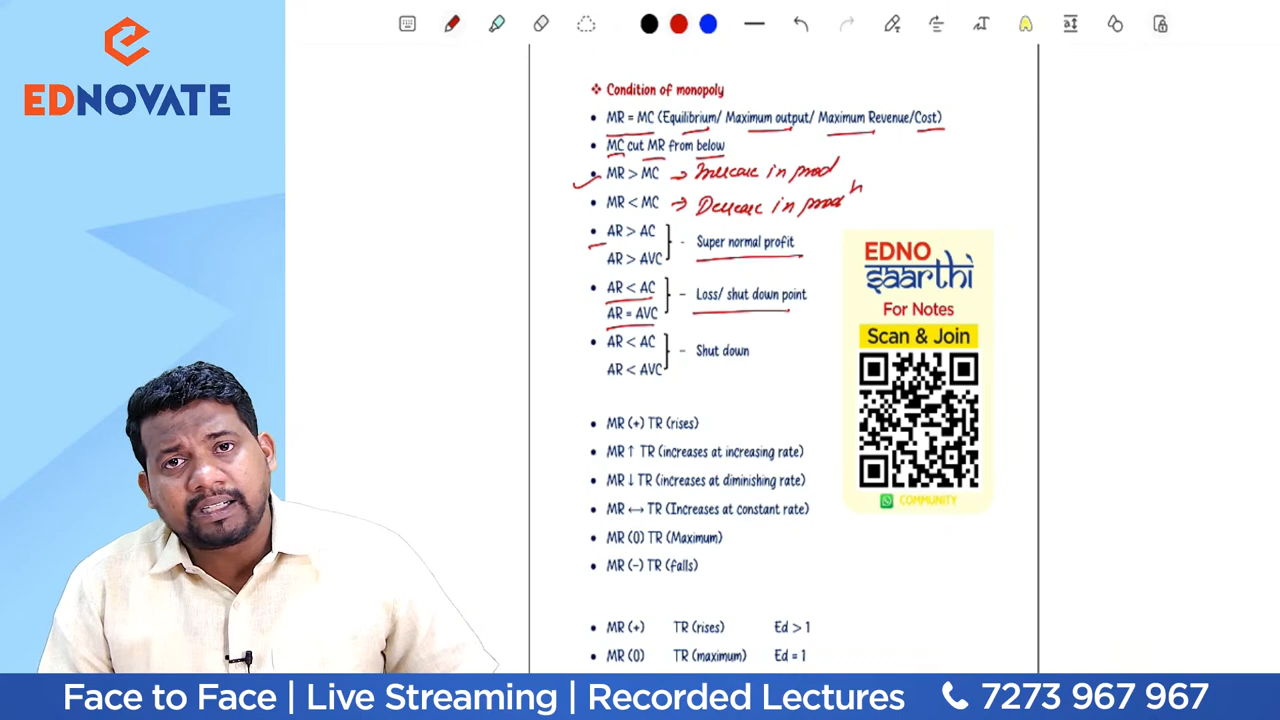 EDNOVATE
❖ Condition of monopoly
• MR = MC (Equilibrium/ Maximum output/ Maximum Revenue/Cost)
• MC cut MR from below
• MR > MC → Increase in prod
• MR < MC → Decrease in prod
• AR > AC
AR > AVC
- Super normal profit
• AR < AC
AR = AVC
- Loss/ shut down point
• AR < AC
AR < AVC
- Shut down
• MR (+) TR (rises)
• MR ↑ TR (increases at increasing rate)
• MR ↓ TR (increases at diminishing rate)
• MR ↔ TR (Increases at constant rate)
• MR (0) TR (Maximum)
• MR (-) TR (falls)
• MR (+) TR (rises) Ed > 1
• MR (0) TR (maximum) Ed = 1
EDNO
saarthi
For Notes
Scan & Join
COMMUNITY
Face to Face | Live Streaming | Recorded Lectures 7273 967 967